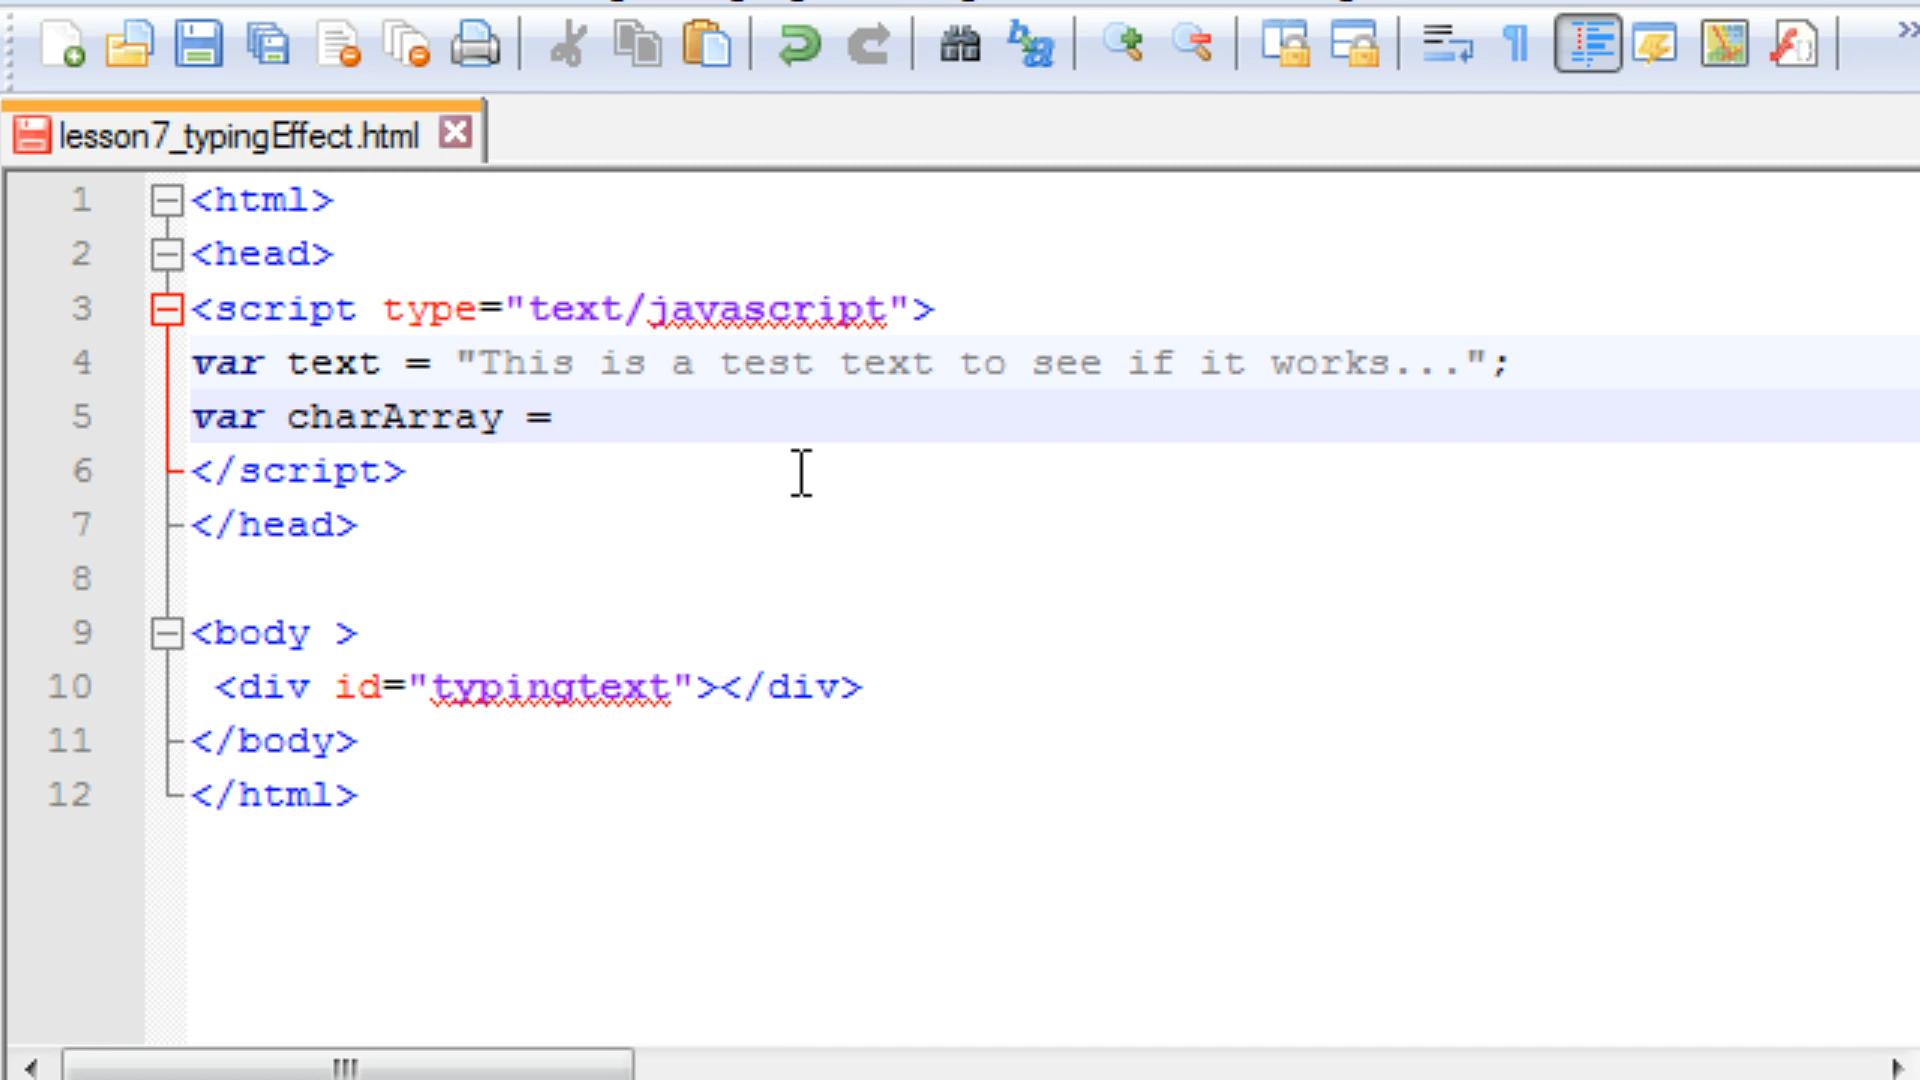 lesson7_typingEffect.html
1 <html>
2 <head>
3 <script type="text/javascript">
4 var text = "This is a test text to see if it works...";
5 var charArray =
6 </script>
7 </head>
8
9 <body >
10 <div id="typingtext"></div>
11 </body>
12 </html>